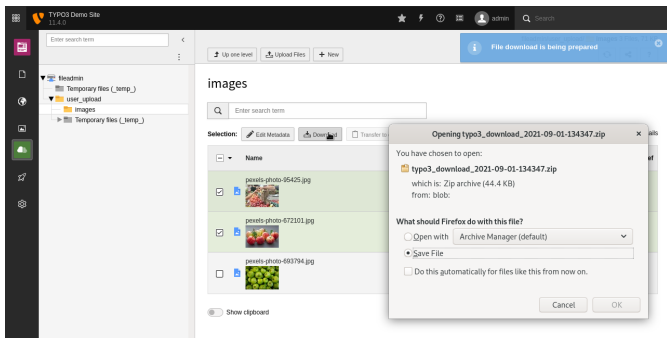 TYPO3 Demo Site
11.4.0
admin
Search
Enter search term
fileadmin
Temporary files (_temp_)
user_upload
images
Temporary files (_temp_)
Up one level
Upload Files
New
File download is being prepared
images
Enter search term
Selection:
Edit Metadata
Download
Transfer to
Name
ef
pexels-photo-95425.jpg
pexels-photo-672101.jpg
pexels-photo-693794.jpg
Show clipboard
Opening typo3_download_2021-09-01-134347.zip
You have chosen to open:
typo3_download_2021-09-01-134347.zip
which is: Zip archive (44.4 KB)
from: blob:
What should Firefox do with this file?
Open with
Archive Manager (default)
Save File
Do this automatically for files like this from now on.
Cancel
OK